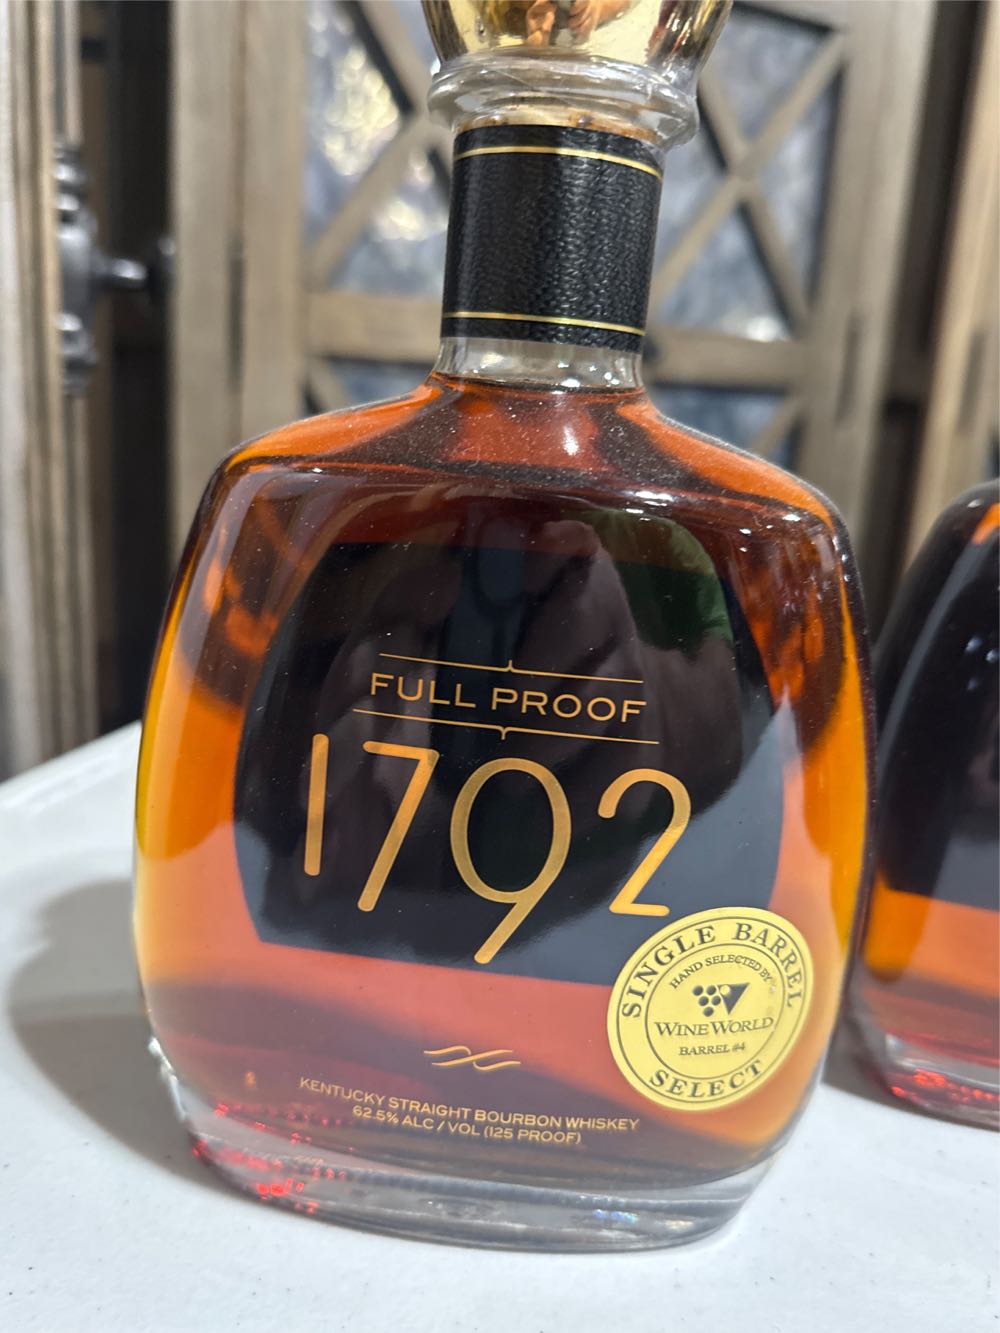 FULL PROOF
1792
SINGLE BARREL
HAND SELECTED BY
WINE WORLD
BARREL #4
SELECT
KENTUCKY STRAIGHT BOURBON WHISKEY
62.5% ALC / VOL (125 PROOF)